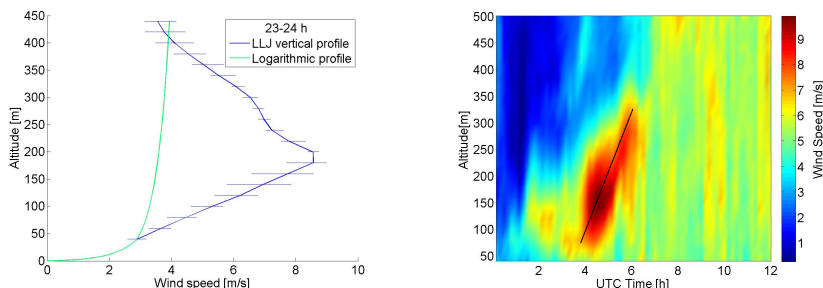 450
400
350
300
250
200
150
100
50
0
Altitude [m]
0 2 4 6 8 10
Wind speed [m/s]
23-24 h
LLJ vertical profile
Logarithmic profile
500
450
400
350
300
250
200
150
100
50
Altitude[m]
2 4 6 8 10 12
UTC Time [h]
9
8
7
6
5
4
3
2
1
Wind Speed [m/s]